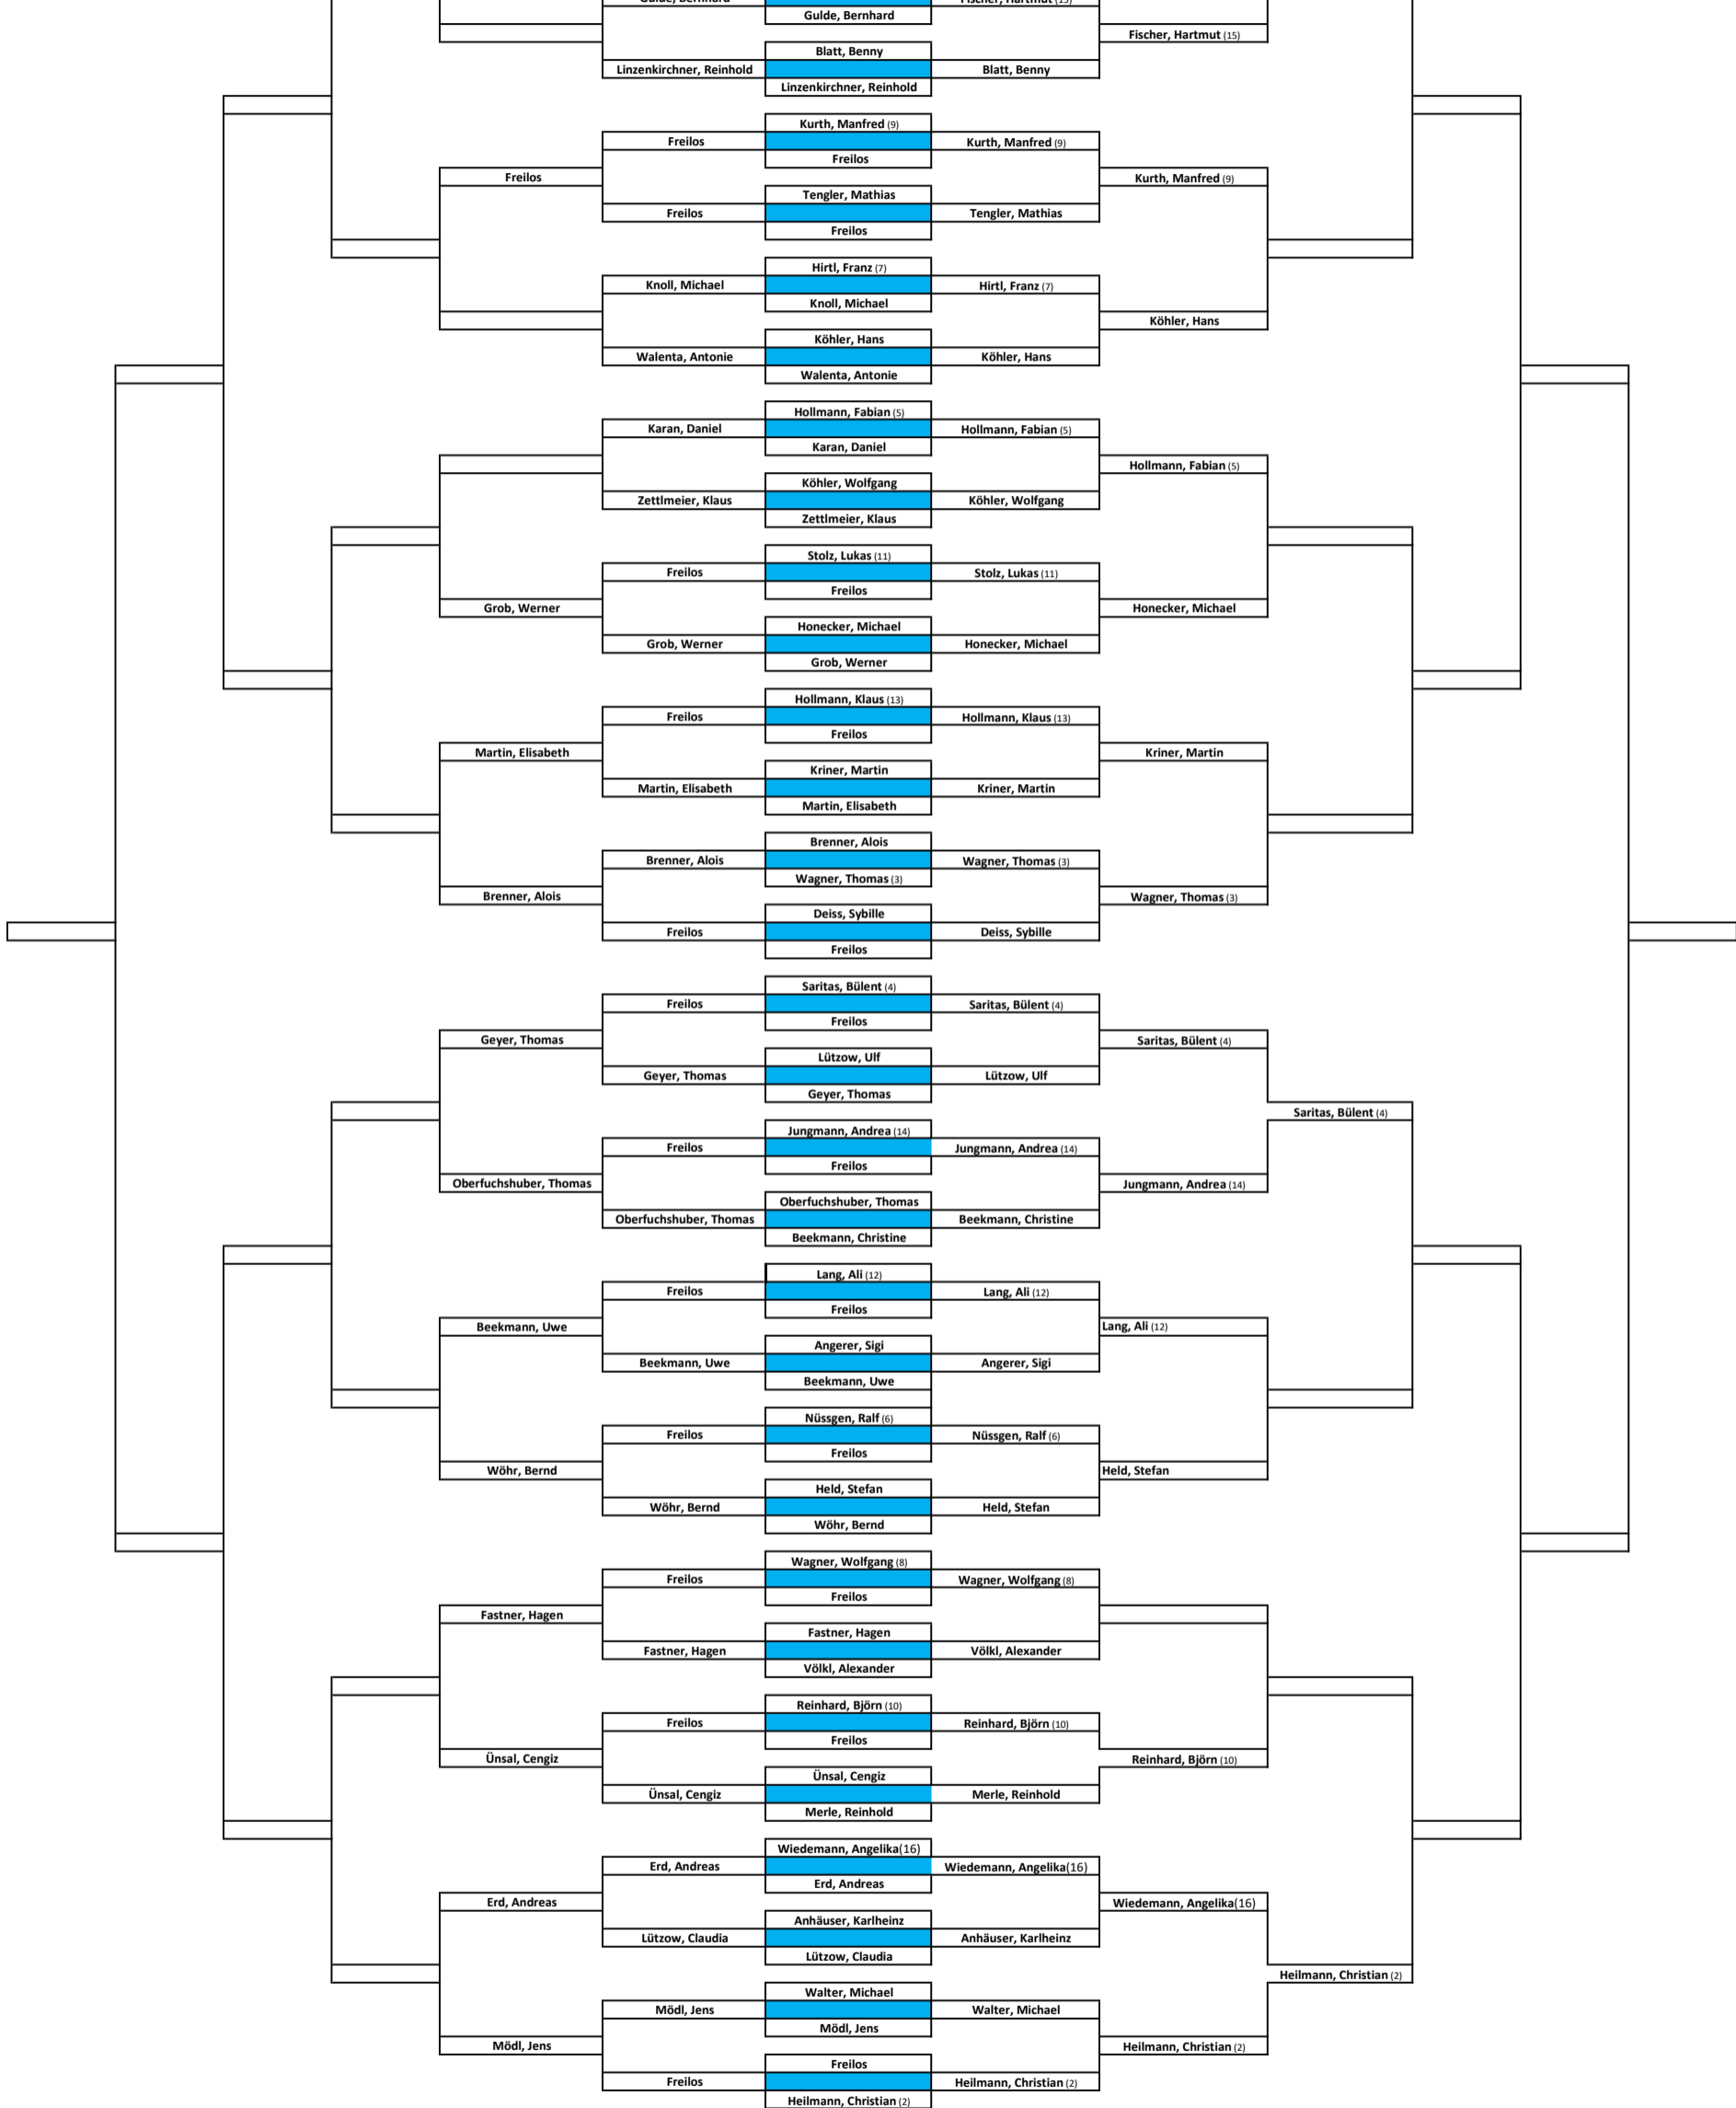 Gulde, Bernhard Fischer, Hartmut (15)
Gulde, Bernhard
Fischer, Hartmut (15)
Blatt, Benny
Linzenkirchner, Reinhold Blatt, Benny
Linzenkirchner, Reinhold
Kurth, Manfred (9)
Freilos Kurth, Manfred (9)
Freilos
Freilos Kurth, Manfred (9)
Tengler, Mathias
Freilos Tengler, Mathias
Freilos
Hirtl, Franz (7)
Knoll, Michael Hirtl, Franz (7)
Knoll, Michael
Köhler, Hans
Köhler, Hans
Walenta, Antonie Köhler, Hans
Walenta, Antonie
Hollmann, Fabian (5)
Karan, Daniel Hollmann, Fabian (5)
Karan, Daniel
Hollmann, Fabian (5)
Köhler, Wolfgang
Zettlmeier, Klaus Köhler, Wolfgang
Zettlmeier, Klaus
Stolz, Lukas (11)
Freilos Stolz, Lukas (11)
Freilos
Grob, Werner Honecker, Michael
Honecker, Michael
Grob, Werner Honecker, Michael
Grob, Werner
Hollmann, Klaus (13)
Freilos Hollmann, Klaus (13)
Freilos
Martin, Elisabeth Kriner, Martin
Kriner, Martin
Martin, Elisabeth Kriner, Martin
Martin, Elisabeth
Brenner, Alois
Brenner, Alois Wagner, Thomas (3)
Wagner, Thomas (3)
Brenner, Alois Wagner, Thomas (3)
Deiss, Sybille
Freilos Deiss, Sybille
Freilos
Saritas, Bülent (4)
Freilos Saritas, Bülent (4)
Freilos
Geyer, Thomas Saritas, Bülent (4)
Lützow, Ulf
Geyer, Thomas Lützow, Ulf
Geyer, Thomas
Saritas, Bülent (4)
Jungmann, Andrea (14)
Freilos Jungmann, Andrea (14)
Freilos
Oberfuchshuber, Thomas Jungmann, Andrea (14)
Oberfuchshuber, Thomas
Oberfuchshuber, Thomas Beekmann, Christine
Beekmann, Christine
Lang, Ali (12)
Freilos Lang, Ali (12)
Freilos
Beekmann, Uwe Lang, Ali (12)
Angerer, Sigi
Beekmann, Uwe Angerer, Sigi
Beekmann, Uwe
Nüssgen, Ralf (6)
Freilos Nüssgen, Ralf (6)
Freilos
Wöhr, Bernd Held, Stefan
Held, Stefan
Wöhr, Bernd Held, Stefan
Wöhr, Bernd
Wagner, Wolfgang (8)
Freilos Wagner, Wolfgang (8)
Freilos
Fastner, Hagen
Fastner, Hagen
Fastner, Hagen Völkl, Alexander
Völkl, Alexander
Reinhard, Björn (10)
Freilos Reinhard, Björn (10)
Freilos
Ünsal, Cengiz Reinhard, Björn (10)
Ünsal, Cengiz
Ünsal, Cengiz Merle, Reinhold
Merle, Reinhold
Wiedemann, Angelika(16)
Erd, Andreas Wiedemann, Angelika(16)
Erd, Andreas
Erd, Andreas Wiedemann, Angelika(16)
Anhäuser, Karlheinz
Lützow, Claudia Anhäuser, Karlheinz
Lützow, Claudia
Heilmann, Christian (2)
Walter, Michael
Mödl, Jens Walter, Michael
Mödl, Jens
Mödl, Jens Heilmann, Christian (2)
Freilos
Freilos Heilmann, Christian (2)
Heilmann, Christian (2)